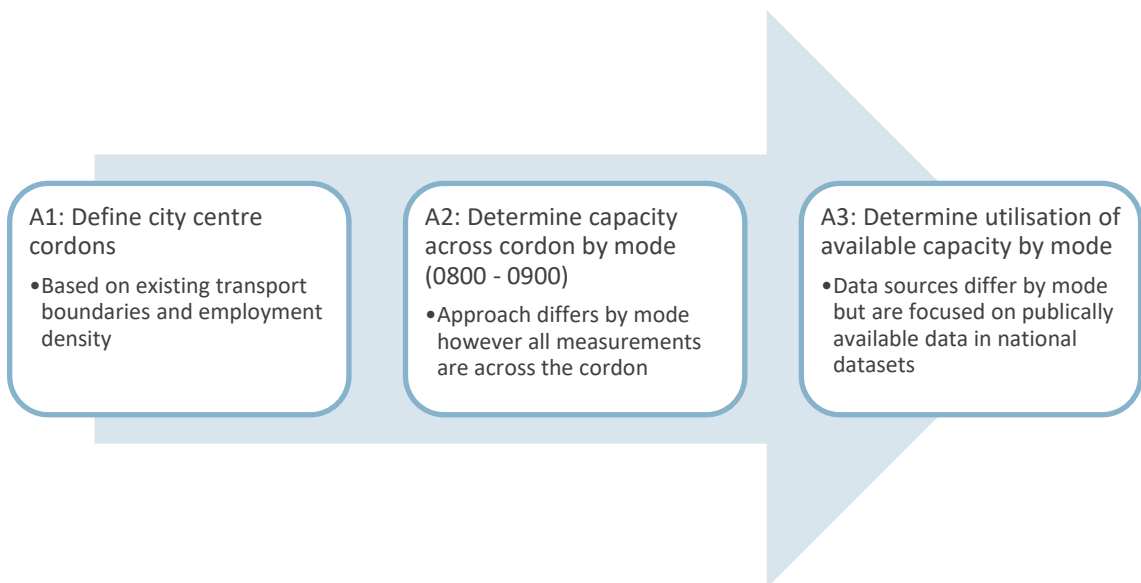 A1: Define city centre
cordons
•Based on existing transport
boundaries and employment
density
A2: Determine capacity
across cordon by mode
(0800 - 0900)
•Approach differs by mode
however all measurements
are across the cordon
A3: Determine utilisation of
available capacity by mode
•Data sources differ by mode
but are focused on publically
available data in national
datasets